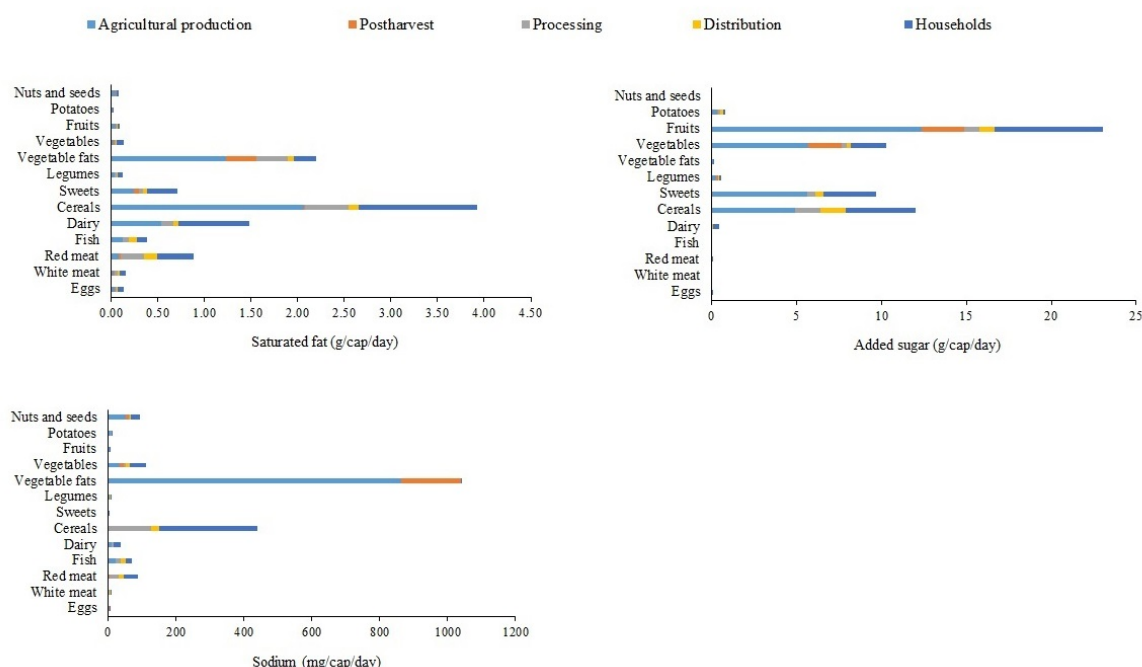 Agricultural production Postharvest Processing Distribution Households
Nuts and seeds
Potatoes
Fruits
Vegetables
Vegetable fats
Legumes
Sweets
Cereals
Dairy
Fish
Red meat
White meat
Eggs
0.00 0.50 1.00 1.50 2.00 2.50 3.00 3.50 4.00 4.50
Saturated fat (g/cap/day)
Nuts and seeds
Potatoes
Fruits
Vegetables
Vegetable fats
Legumes
Sweets
Cereals
Dairy
Fish
Red meat
White meat
Eggs
0 5 10 15 20 25
Added sugar (g/cap/day)
Nuts and seeds
Potatoes
Fruits
Vegetables
Vegetable fats
Legumes
Sweets
Cereals
Dairy
Fish
Red meat
White meat
Eggs
0 200 400 600 800 1000 1200
Sodium (mg/cap/day)